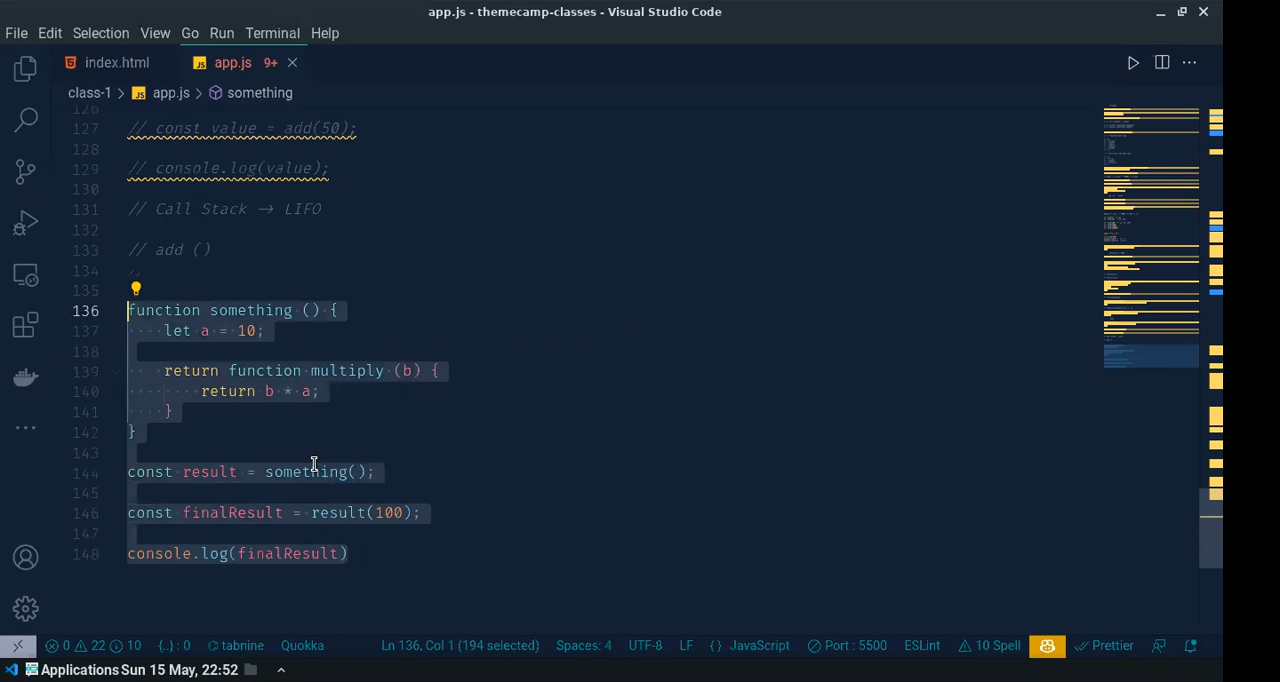 app.js - themecamp-classes - Visual Studio Code
File Edit Selection View Go Run Terminal Help
index.html JS app.js 9+
class-1 > JS app.js > something
126
127 // const value = add(50);
128
129 // console.log(value);
130
131 // Call Stack -> LIFO
132
133 // add ()
134 //
135
136 function something () {
137 let a = 10;
138
139 return function multiply (b) {
140 return b * a;
141 }
142 }
143
144 const result = something();
145
146 const finalResult = result(100);
147
148 console.log(finalResult)
0 22 10 {..} : 0 tabnine Quokka Ln 136, Col 1 (194 selected) Spaces: 4 UTF-8 LF {} JavaScript Port : 5500 ESLint 10 Spell Prettier
Applications Sun 15 May, 22:52